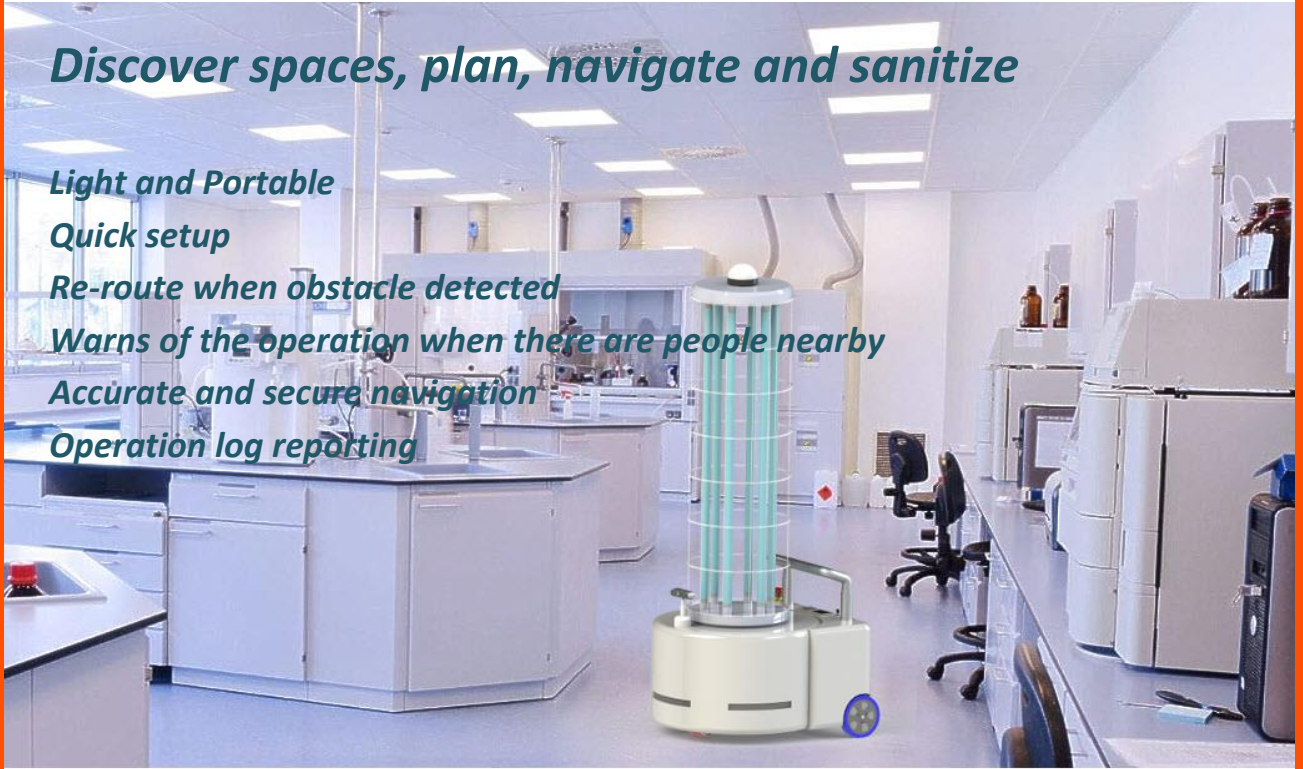 Discover spaces, plan, navigate and sanitize
Light and Portable
Quick setup
Re-route when obstacle detected
Warns of the operation when there are people nearby
Accurate and secure navigation
Operation log reporting